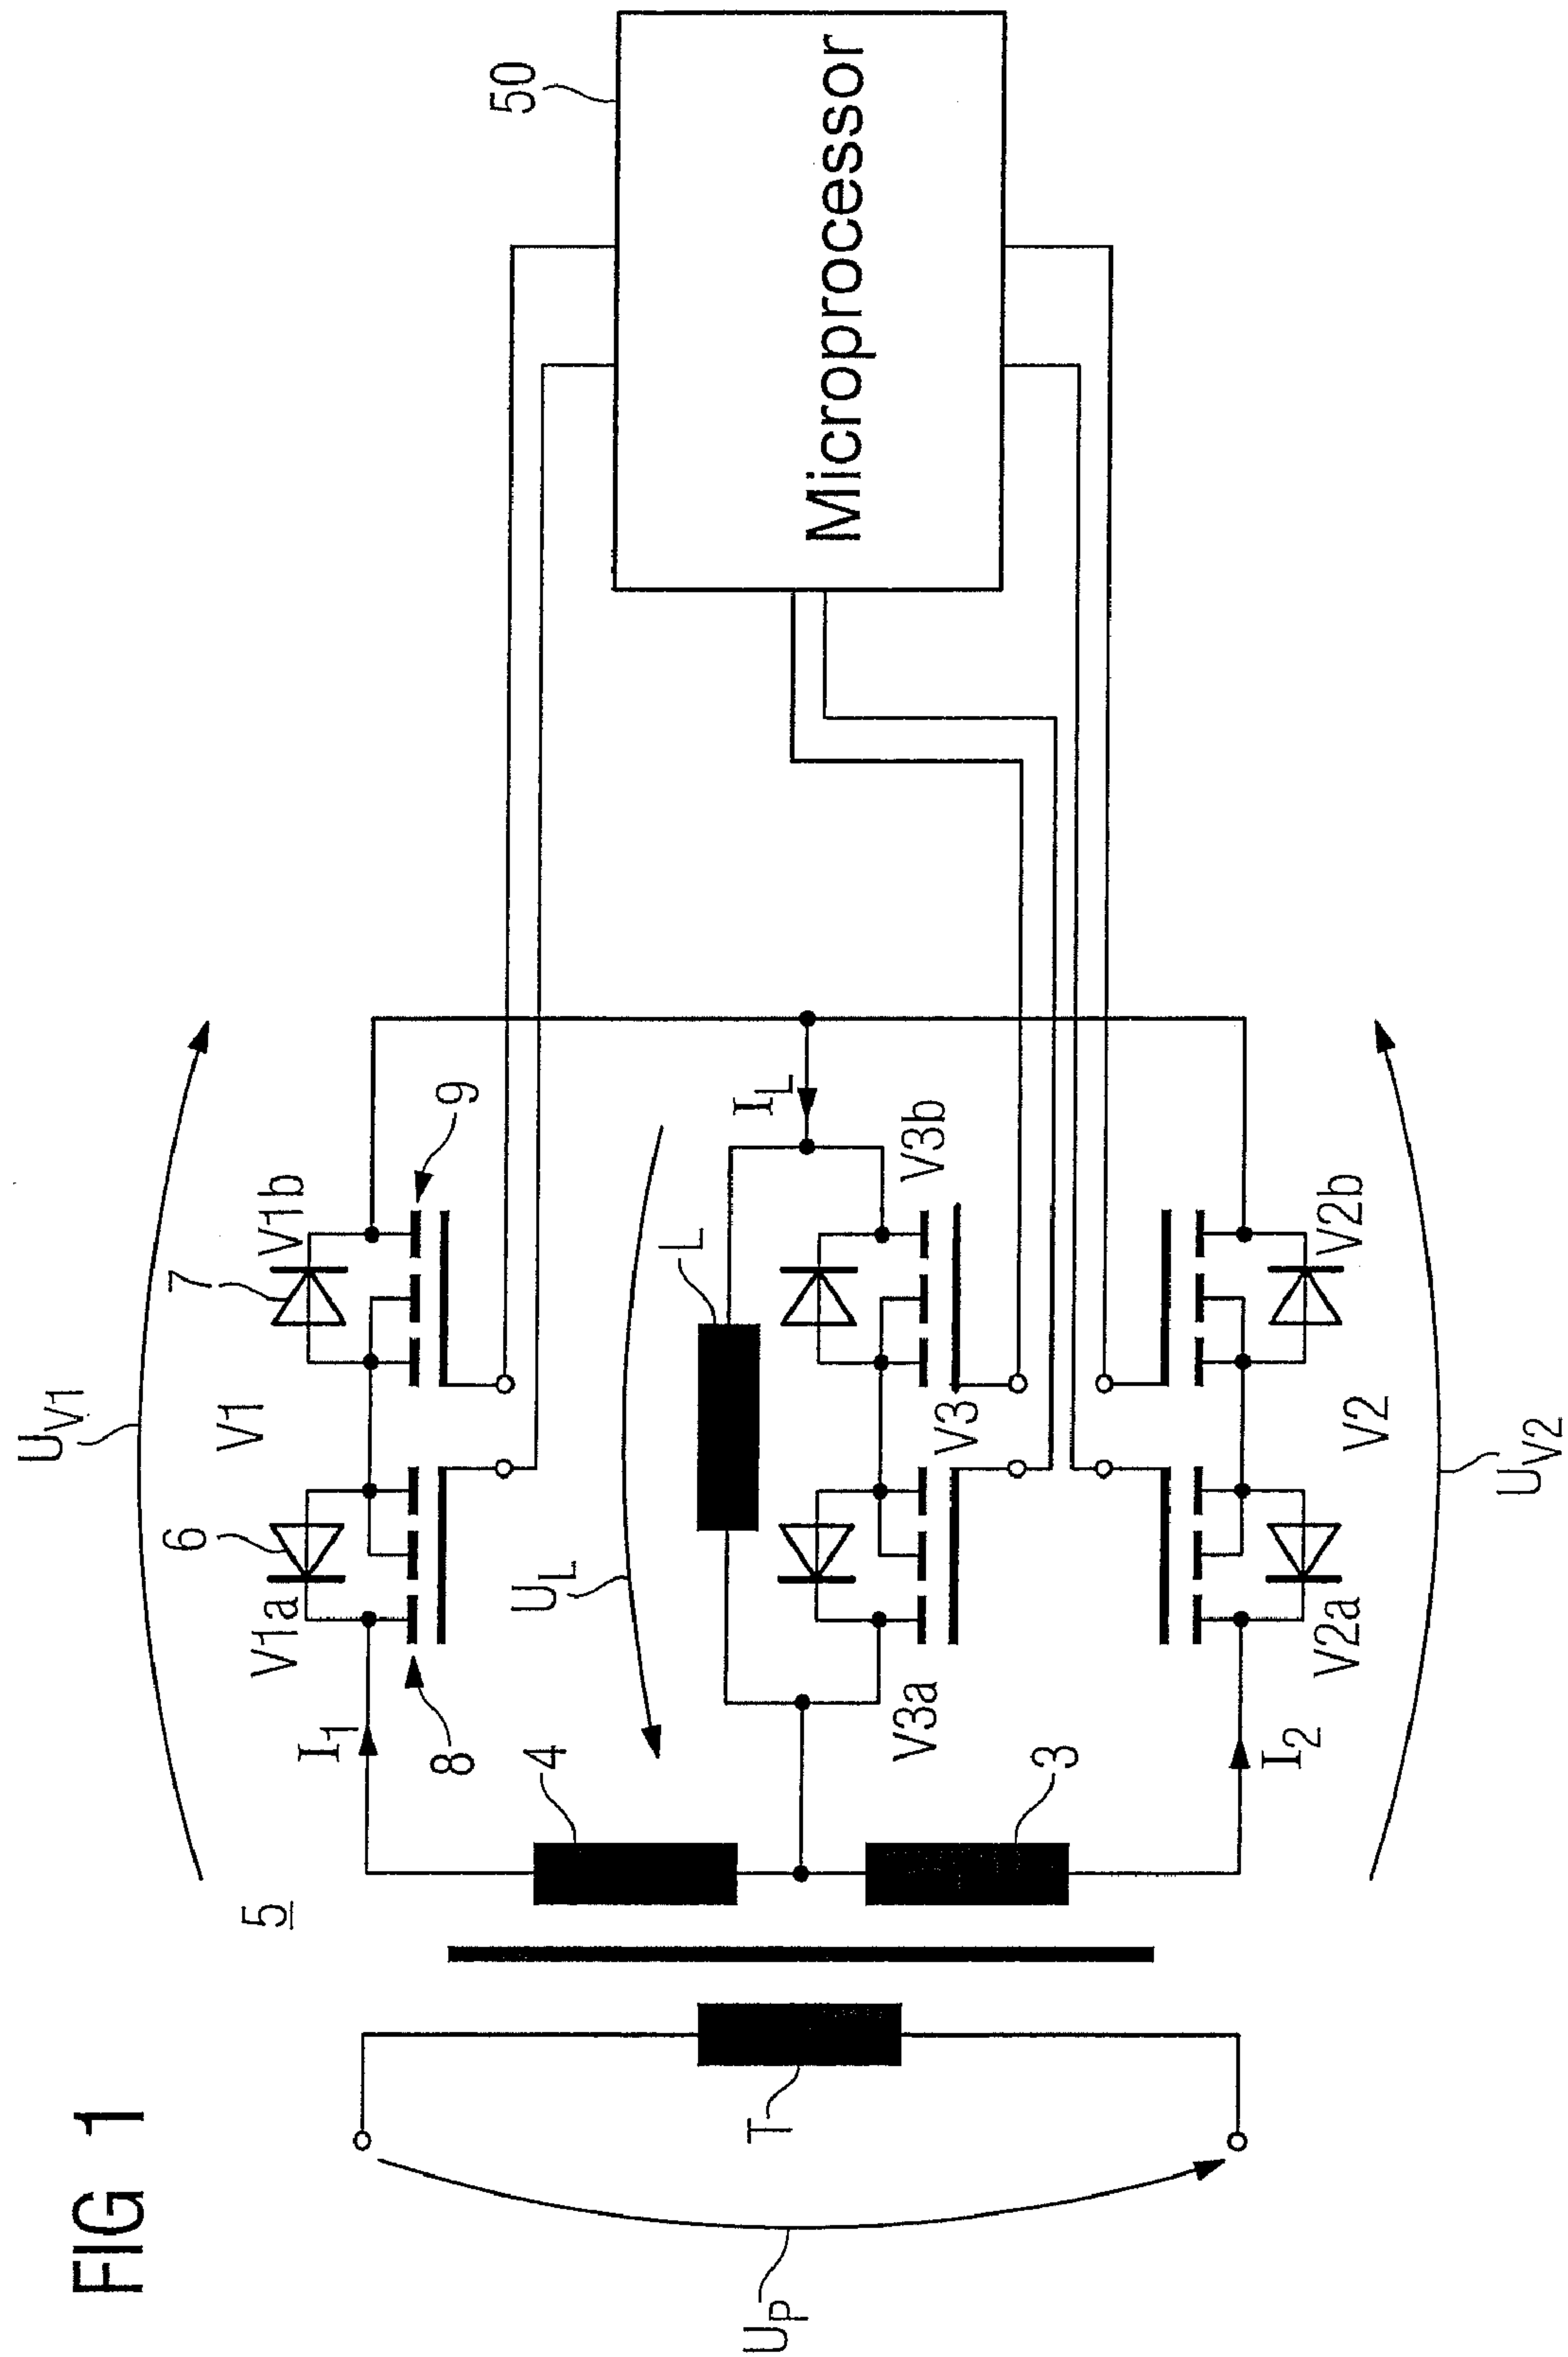 FIG 1
U_P
T
5
U_V1
I_1
4
3
I_2
8
V1a
6
V1
7
V1b
9
U_L
L
I_L
V3a
V3
V3b
V2a
V2
V2b
U_V2
50
Microprocessor